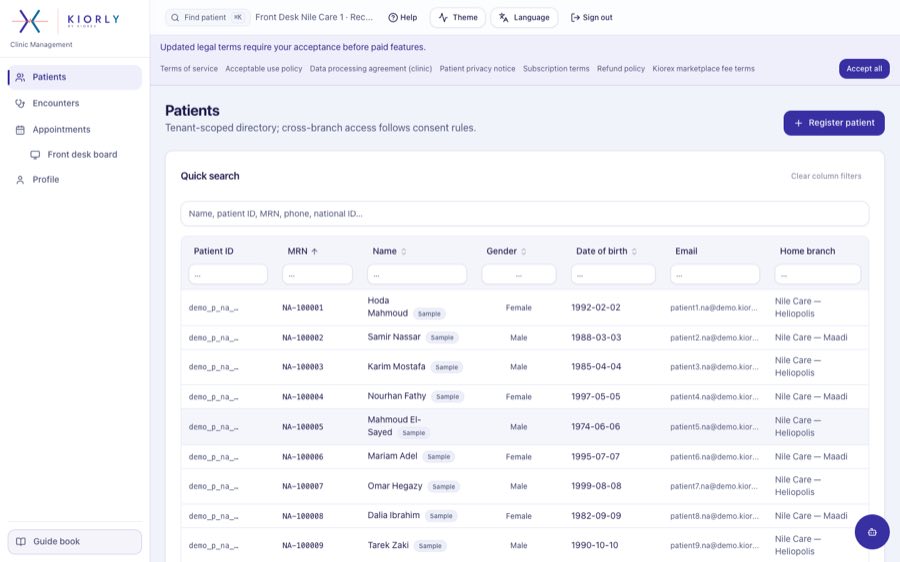 KIORLY
BY KIOREX
Clinic Management
Find patient ⌘K
Front Desk Nile Care 1 · Rec...
Help
Theme
Language
Sign out
Updated legal terms require your acceptance before paid features.
Terms of service Acceptable use policy Data processing agreement (clinic) Patient privacy notice Subscription terms Refund policy Kiorex marketplace fee terms
Accept all
Patients
Encounters
Appointments
Front desk board
Profile
Guide book
Patients
Tenant-scoped directory; cross-branch access follows consent rules.
+ Register patient
Quick search
Clear column filters
Name, patient ID, MRN, phone, national ID...
Patient ID MRN ↑ Name Gender Date of birth Email Home branch
... ... ... ... ... ... ...
demo_p_na_… NA-100001 Hoda Mahmoud Sample Female 1992-02-02 patient1.na@demo.kior... Nile Care — Heliopolis
demo_p_na_… NA-100002 Samir Nassar Sample Male 1988-03-03 patient2.na@demo.kior... Nile Care — Maadi
demo_p_na_… NA-100003 Karim Mostafa Sample Male 1985-04-04 patient3.na@demo.kior... Nile Care — Heliopolis
demo_p_na_… NA-100004 Nourhan Fathy Sample Female 1997-05-05 patient4.na@demo.kior... Nile Care — Maadi
demo_p_na_… NA-100005 Mahmoud El-Sayed Sample Male 1974-06-06 patient5.na@demo.kior... Nile Care — Heliopolis
demo_p_na_… NA-100006 Mariam Adel Sample Female 1995-07-07 patient6.na@demo.kior... Nile Care — Maadi
demo_p_na_… NA-100007 Omar Hegazy Sample Male 1999-08-08 patient7.na@demo.kior... Nile Care — Heliopolis
demo_p_na_… NA-100008 Dalia Ibrahim Sample Female 1982-09-09 patient8.na@demo.kior... Nile Care — Maadi
demo_p_na_… NA-100009 Tarek Zaki Sample Male 1990-10-10 patient9.na@demo.kior... Nile Care — Heliopolis